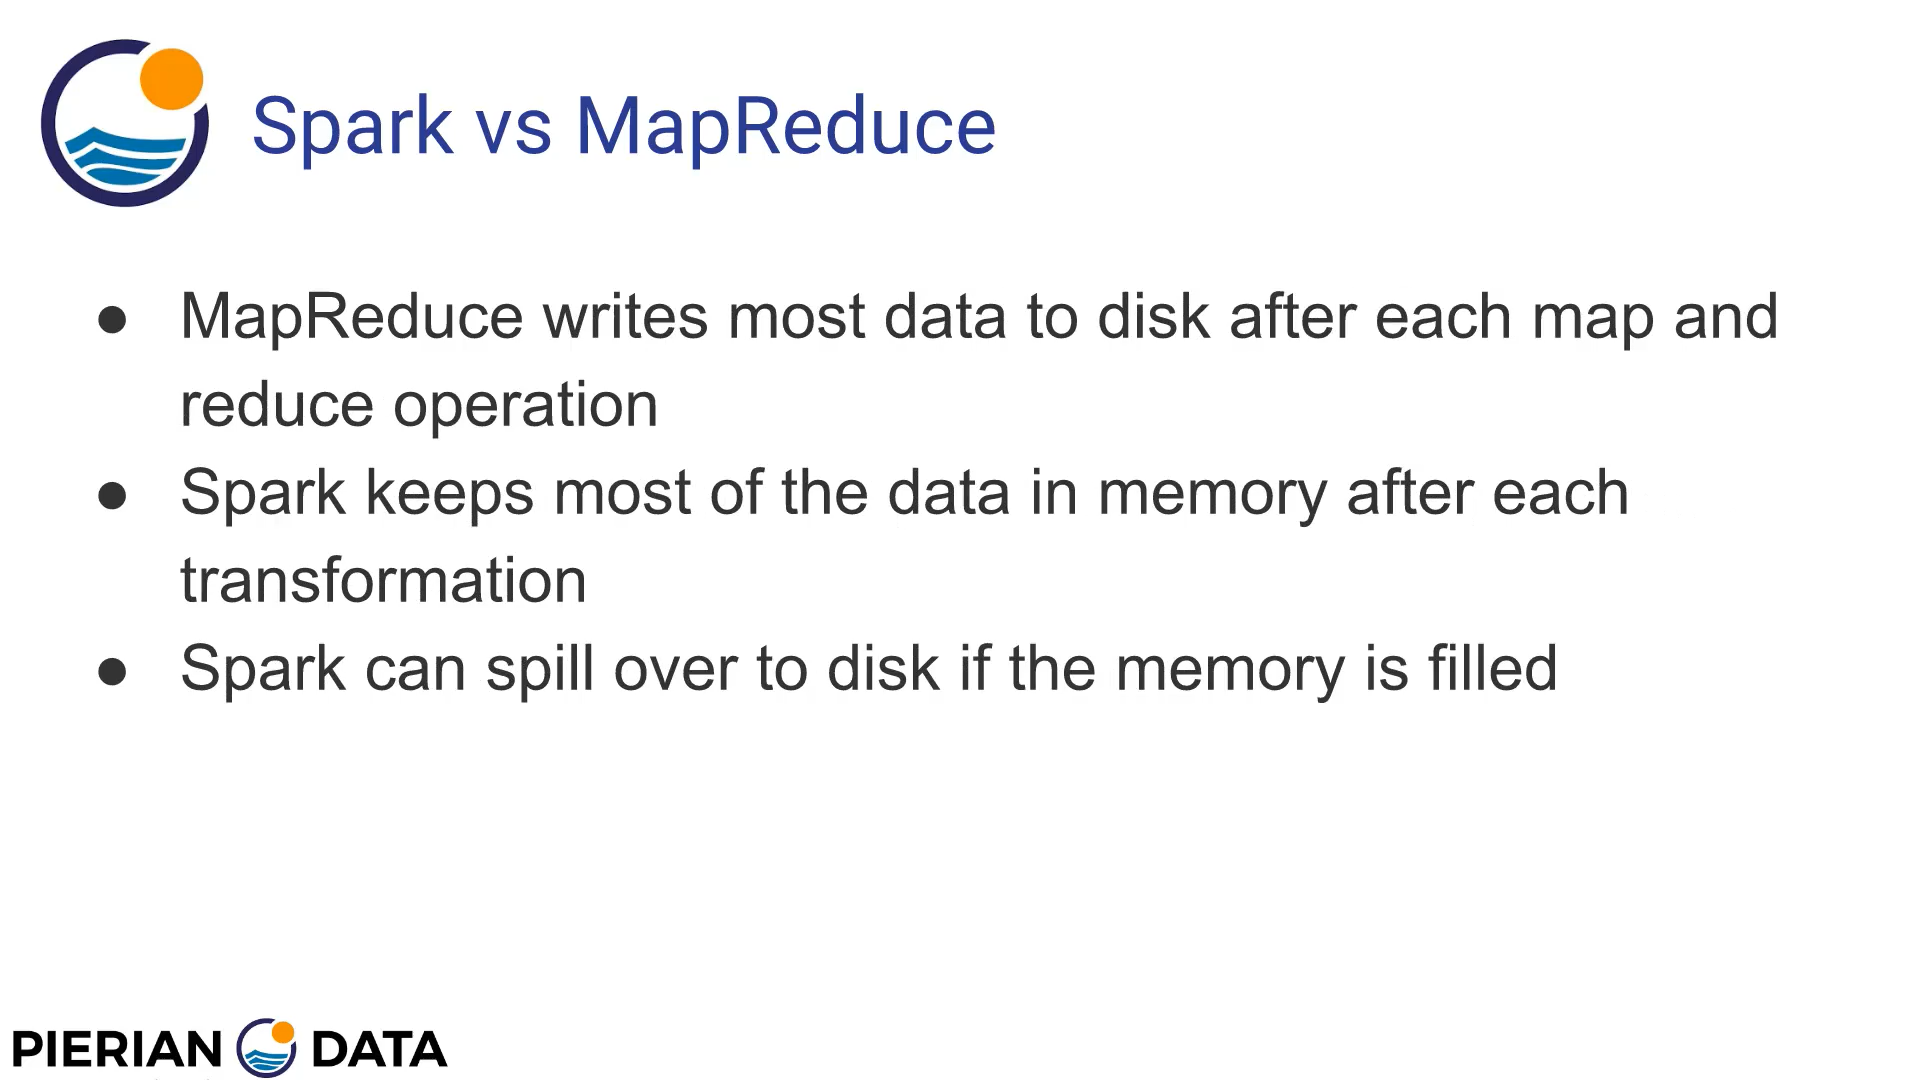 Spark vs MapReduce
● MapReduce writes most data to disk after each map and
reduce operation
● Spark keeps most of the data in memory after each
transformation
● Spark can spill over to disk if the memory is filled
PIERIAN DATA